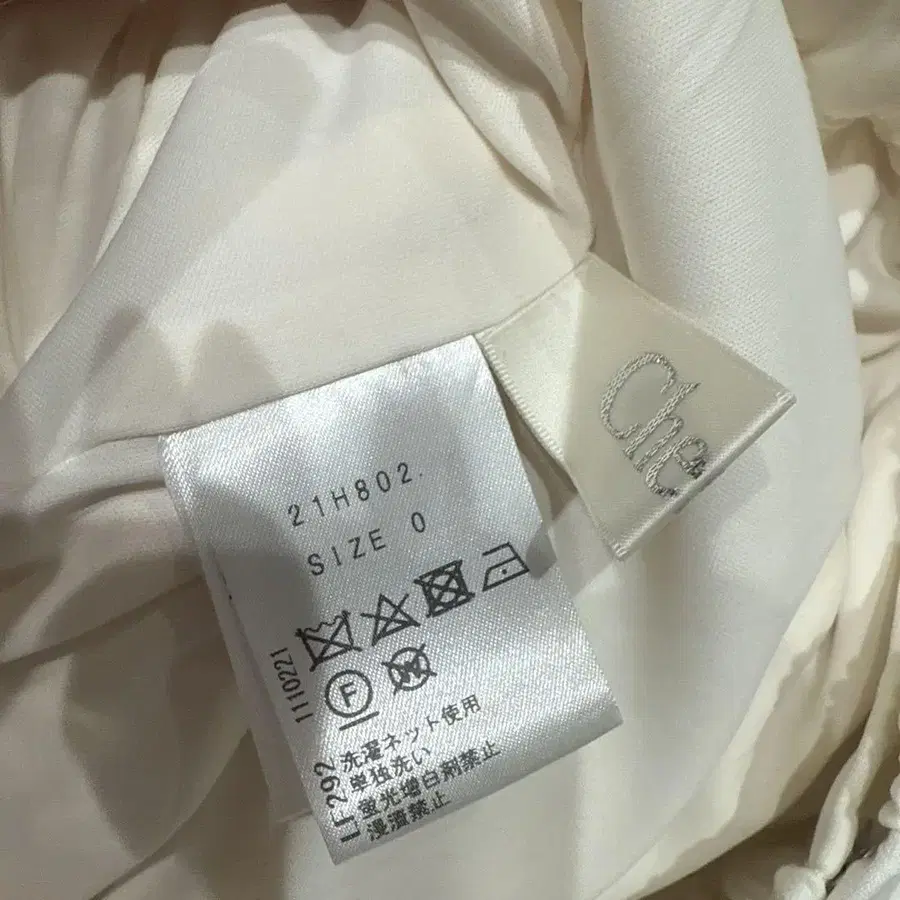 21H802.
SIZE 0
F
W
1110221
LF292
洗濯ネット使用
単独洗い
蛍光増白剤禁止
浸漬禁止
Che